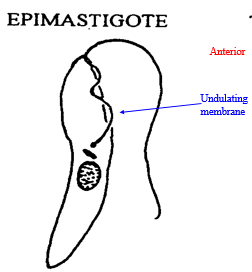 EPIMASTIGOTE
Anterior
Undulating
membrane